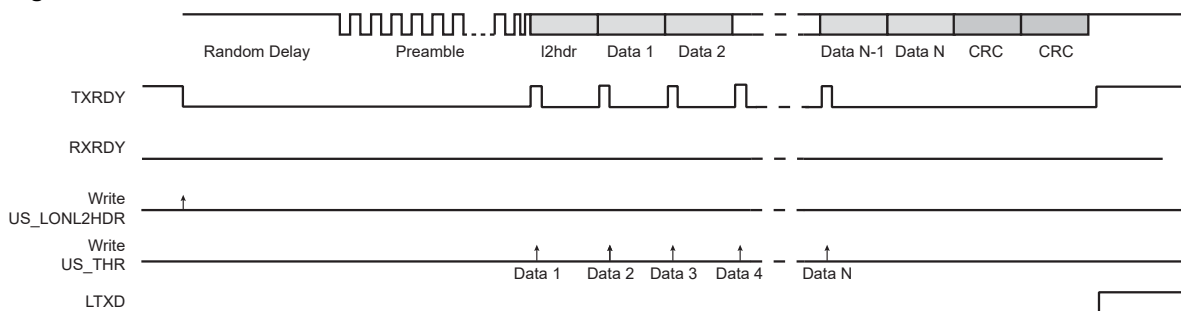 Random Delay Preamble l2hdr Data 1 Data 2 Data N-1 Data N CRC CRC
TXRDY
RXRDY
Write
US_LONL2HDR
Write
US_THR
Data 1 Data 2 Data 3 Data 4 Data N
LTXD